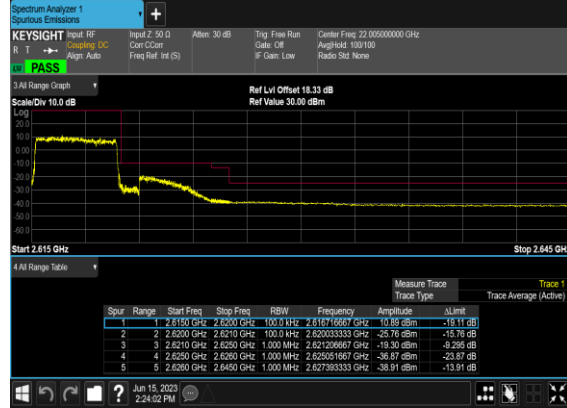 Spectrum Analyzer 1
Spurious Emissions
+
KEYSIGHT Input: RF Input Z: 50 Ω Atten: 30 dB Trig: Free Run Center Freq: 22.005000000 GHz
R T Coupling: DC Corr CCorr Gate: Off Avg|Hold: 100/100
Align: Auto Freq Ref: Int (S) IF Gain: Low Radio Std: None
LW PASS
3 All Range Graph Ref Lvl Offset 18.33 dB
Scale/Div 10.0 dB Ref Value 30.00 dBm
Log
20.0
10.0
0.00
-10.0
-20.0
-30.0
-40.0
-50.0
-60.0
Start 2.615 GHz Stop 2.645 GHz
4 All Range Table
Measure Trace Trace 1
Trace Type Trace Average (Active)
Spur Range Start Freq Stop Freq RBW Frequency Amplitude ΔLimit
1 1 2.6150 GHz 2.6200 GHz 100.0 kHz 2.616716667 GHz 10.89 dBm -19.11 dB
2 2 2.6200 GHz 2.6210 GHz 100.0 kHz 2.620033333 GHz -25.76 dBm -15.76 dB
3 3 2.6210 GHz 2.6250 GHz 1.000 MHz 2.621206667 GHz -19.30 dBm -9.295 dB
4 4 2.6250 GHz 2.6260 GHz 1.000 MHz 2.625051667 GHz -36.87 dBm -23.87 dB
5 5 2.6260 GHz 2.6450 GHz 1.000 MHz 2.627393333 GHz -38.91 dBm -13.91 dB
? Jun 15, 2023
2:24:02 PM